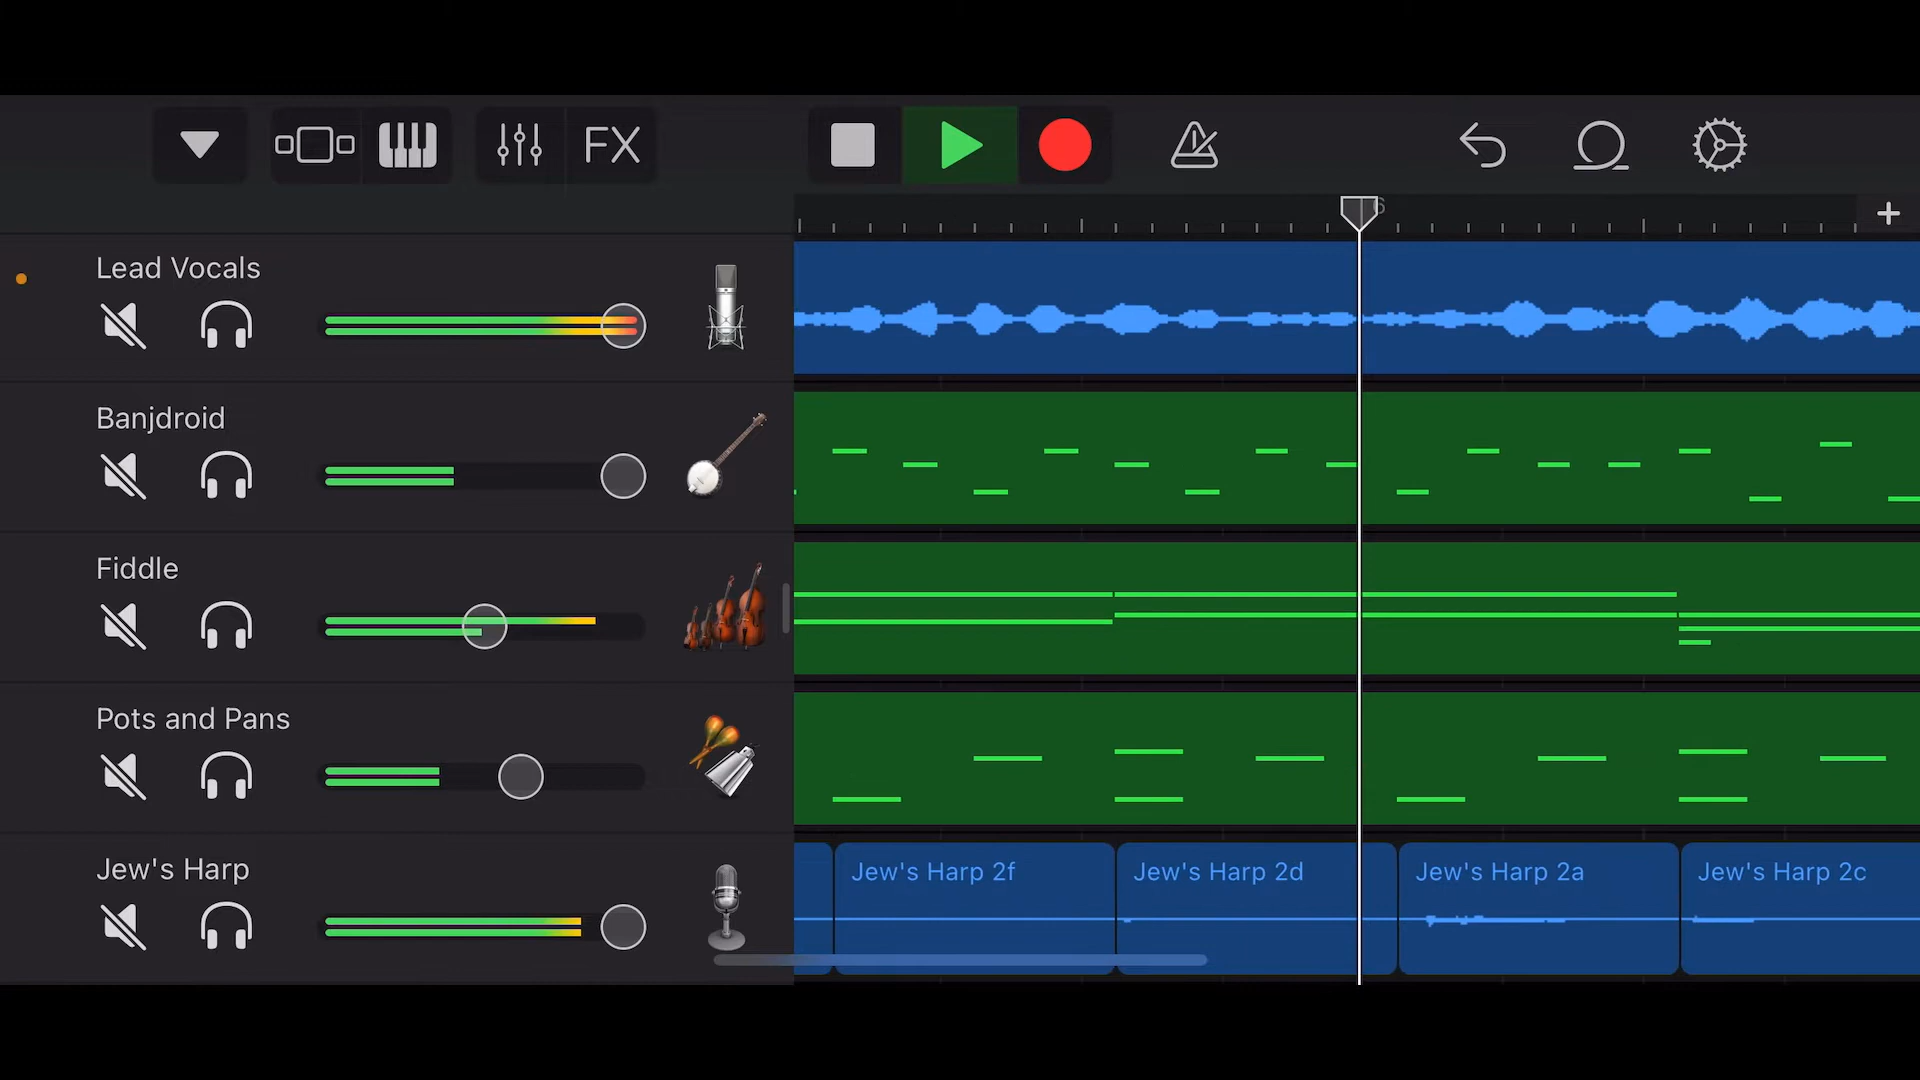 FX
6
Lead Vocals
Banjdroid
Fiddle
Pots and Pans
Jew's Harp
Jew's Harp 2f
Jew's Harp 2d
Jew's Harp 2a
Jew's Harp 2c